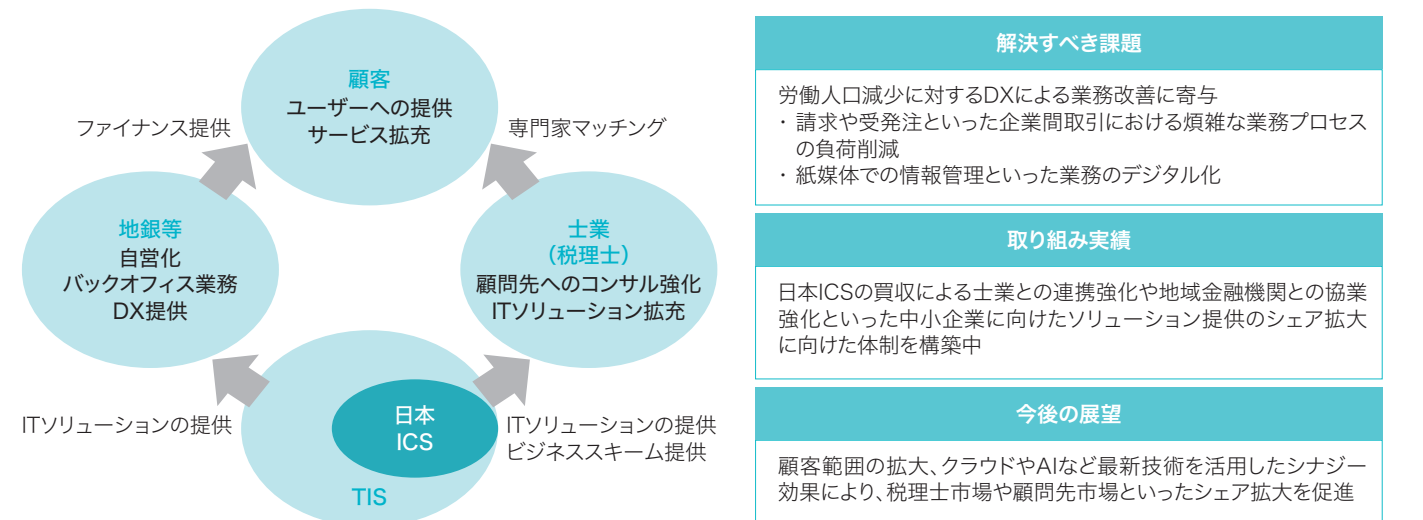 顧客
ユーザーへの提供
サービス拡充
ファイナンス提供
専門家マッチング
地銀等
自営化
バックオフィス業務
DX提供
士業
（税理士）
顧問先へのコンサル強化
ITソリューション拡充
ITソリューションの提供
日本
ICS
ITソリューションの提供
ビジネススキーム提供
TIS
解決すべき課題
労働人口減少に対するDXによる業務改善に寄与
・請求や受発注といった企業間取引における煩雑な業務プロセス
の負荷削減
・紙媒体での情報管理といった業務のデジタル化
取り組み実績
日本ICSの買収による士業との連携強化や地域金融機関との協業
強化といった中小企業に向けたソリューション提供のシェア拡大
に向けた体制を構築中
今後の展望
顧客範囲の拡大、クラウドやAIなど最新技術を活用したシナジー
効果により、税理士市場や顧問先市場といったシェア拡大を促進